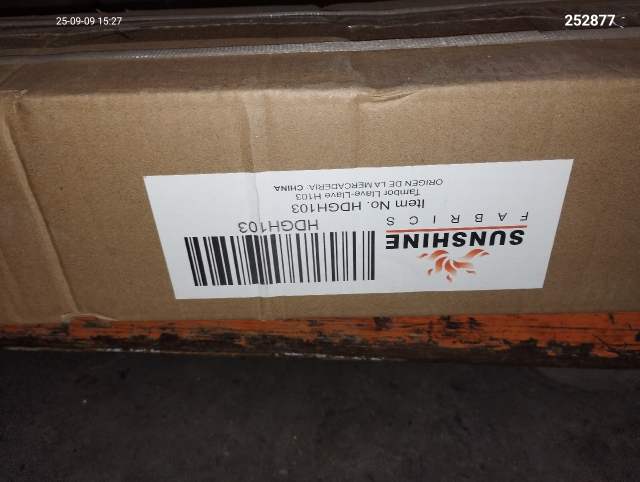 25-09-09 15:27
252877
SUNSHINE
FABRICS
HDGH103
Item No. HDGH103
Tambor Llave-Llave H103
ORIGEN DE LA MERCADERIA: CHINA